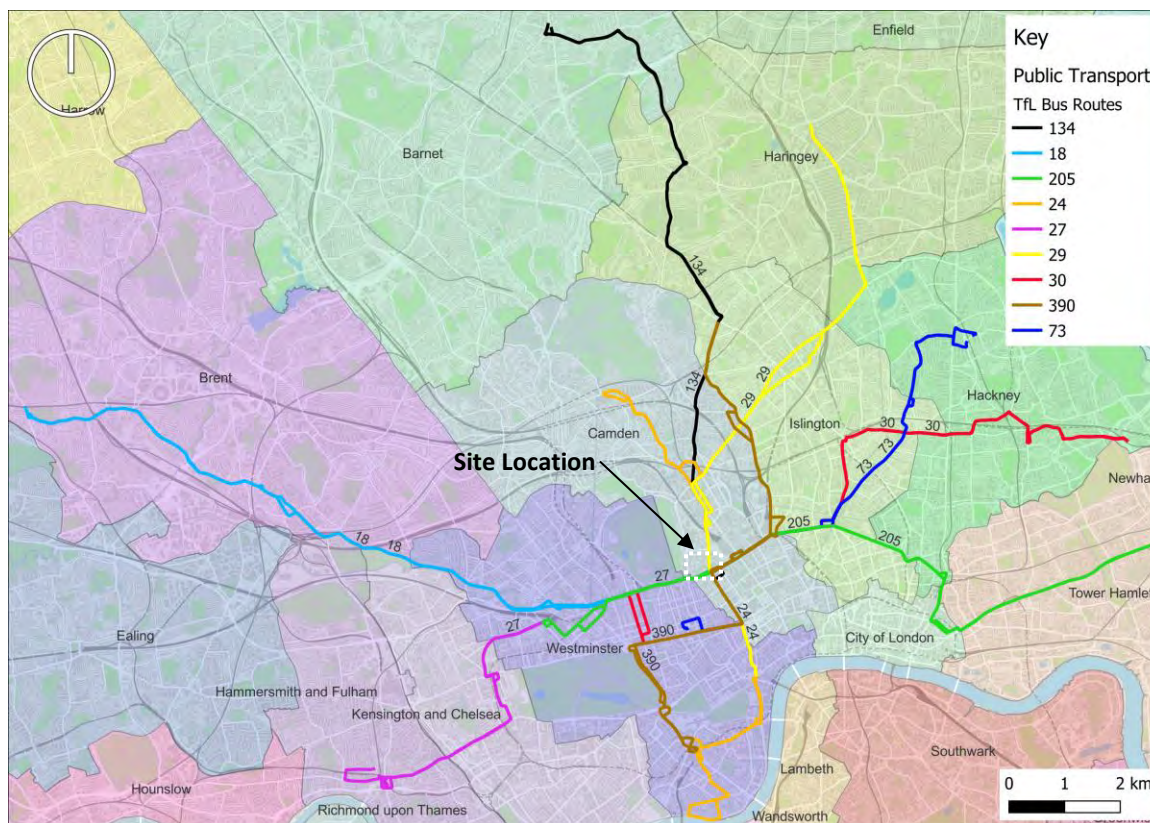 Key
Public Transport
TfL Bus Routes
134
18
205
24
27
29
30
390
73
Enfield
Harrow
Barnet
Haringey
134
Brent
134
29
29
Hackney
Islington
30
30
Camden
73
73
Site Location
Newha
205
205
18
18
27
Tower Hamlet
24
24
Ealing
27
390
City of London
Westminster
390
Hammersmith and Fulham
Kensington and Chelsea
Southwark
Lambeth
0 1 2 km
Hounslow
Richmond upon Thames
Wandsworth